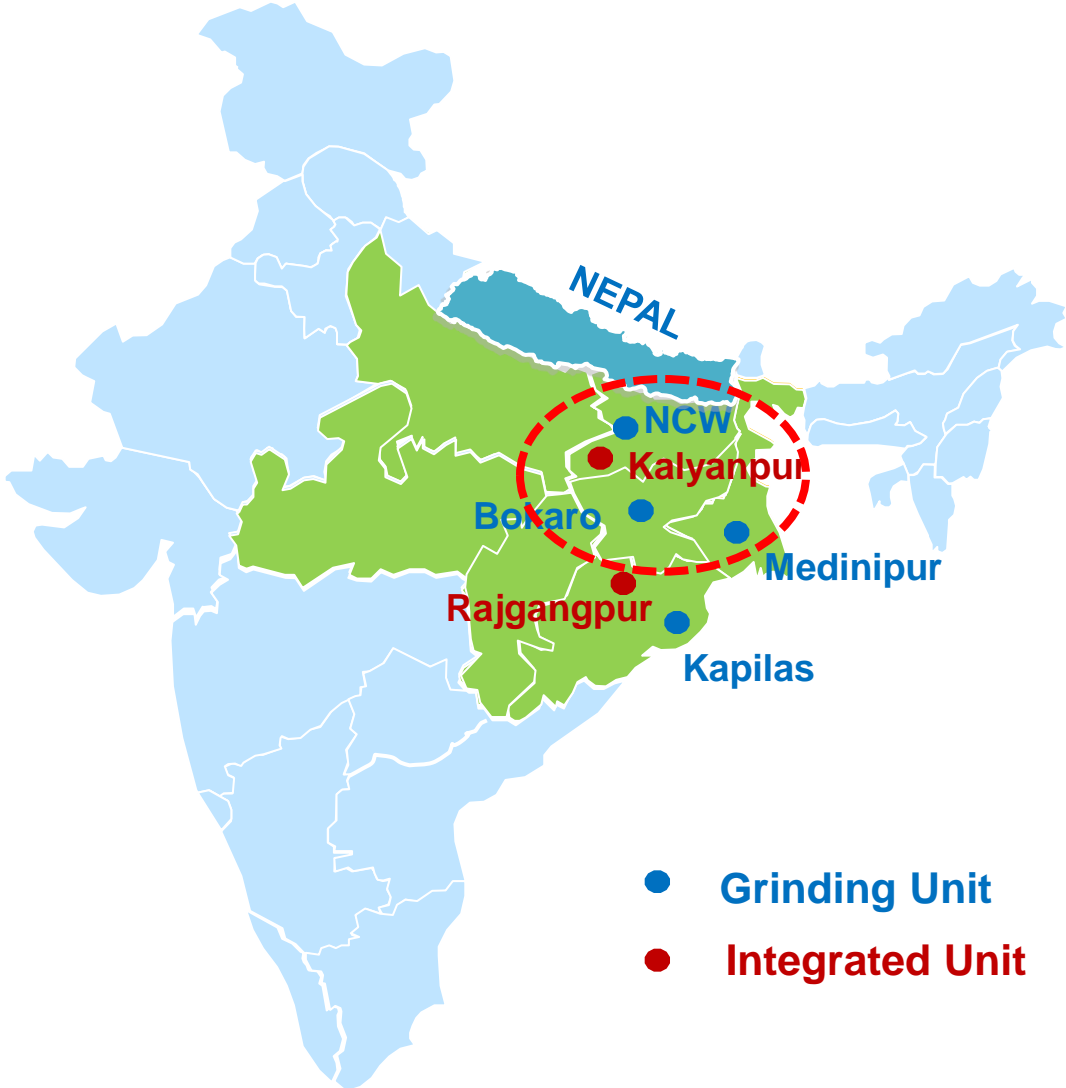 NEPAL
NCW
Kalyanpur
Bokaro
Medinipur
Rajgangpur
Kapilas
Grinding Unit
Integrated Unit